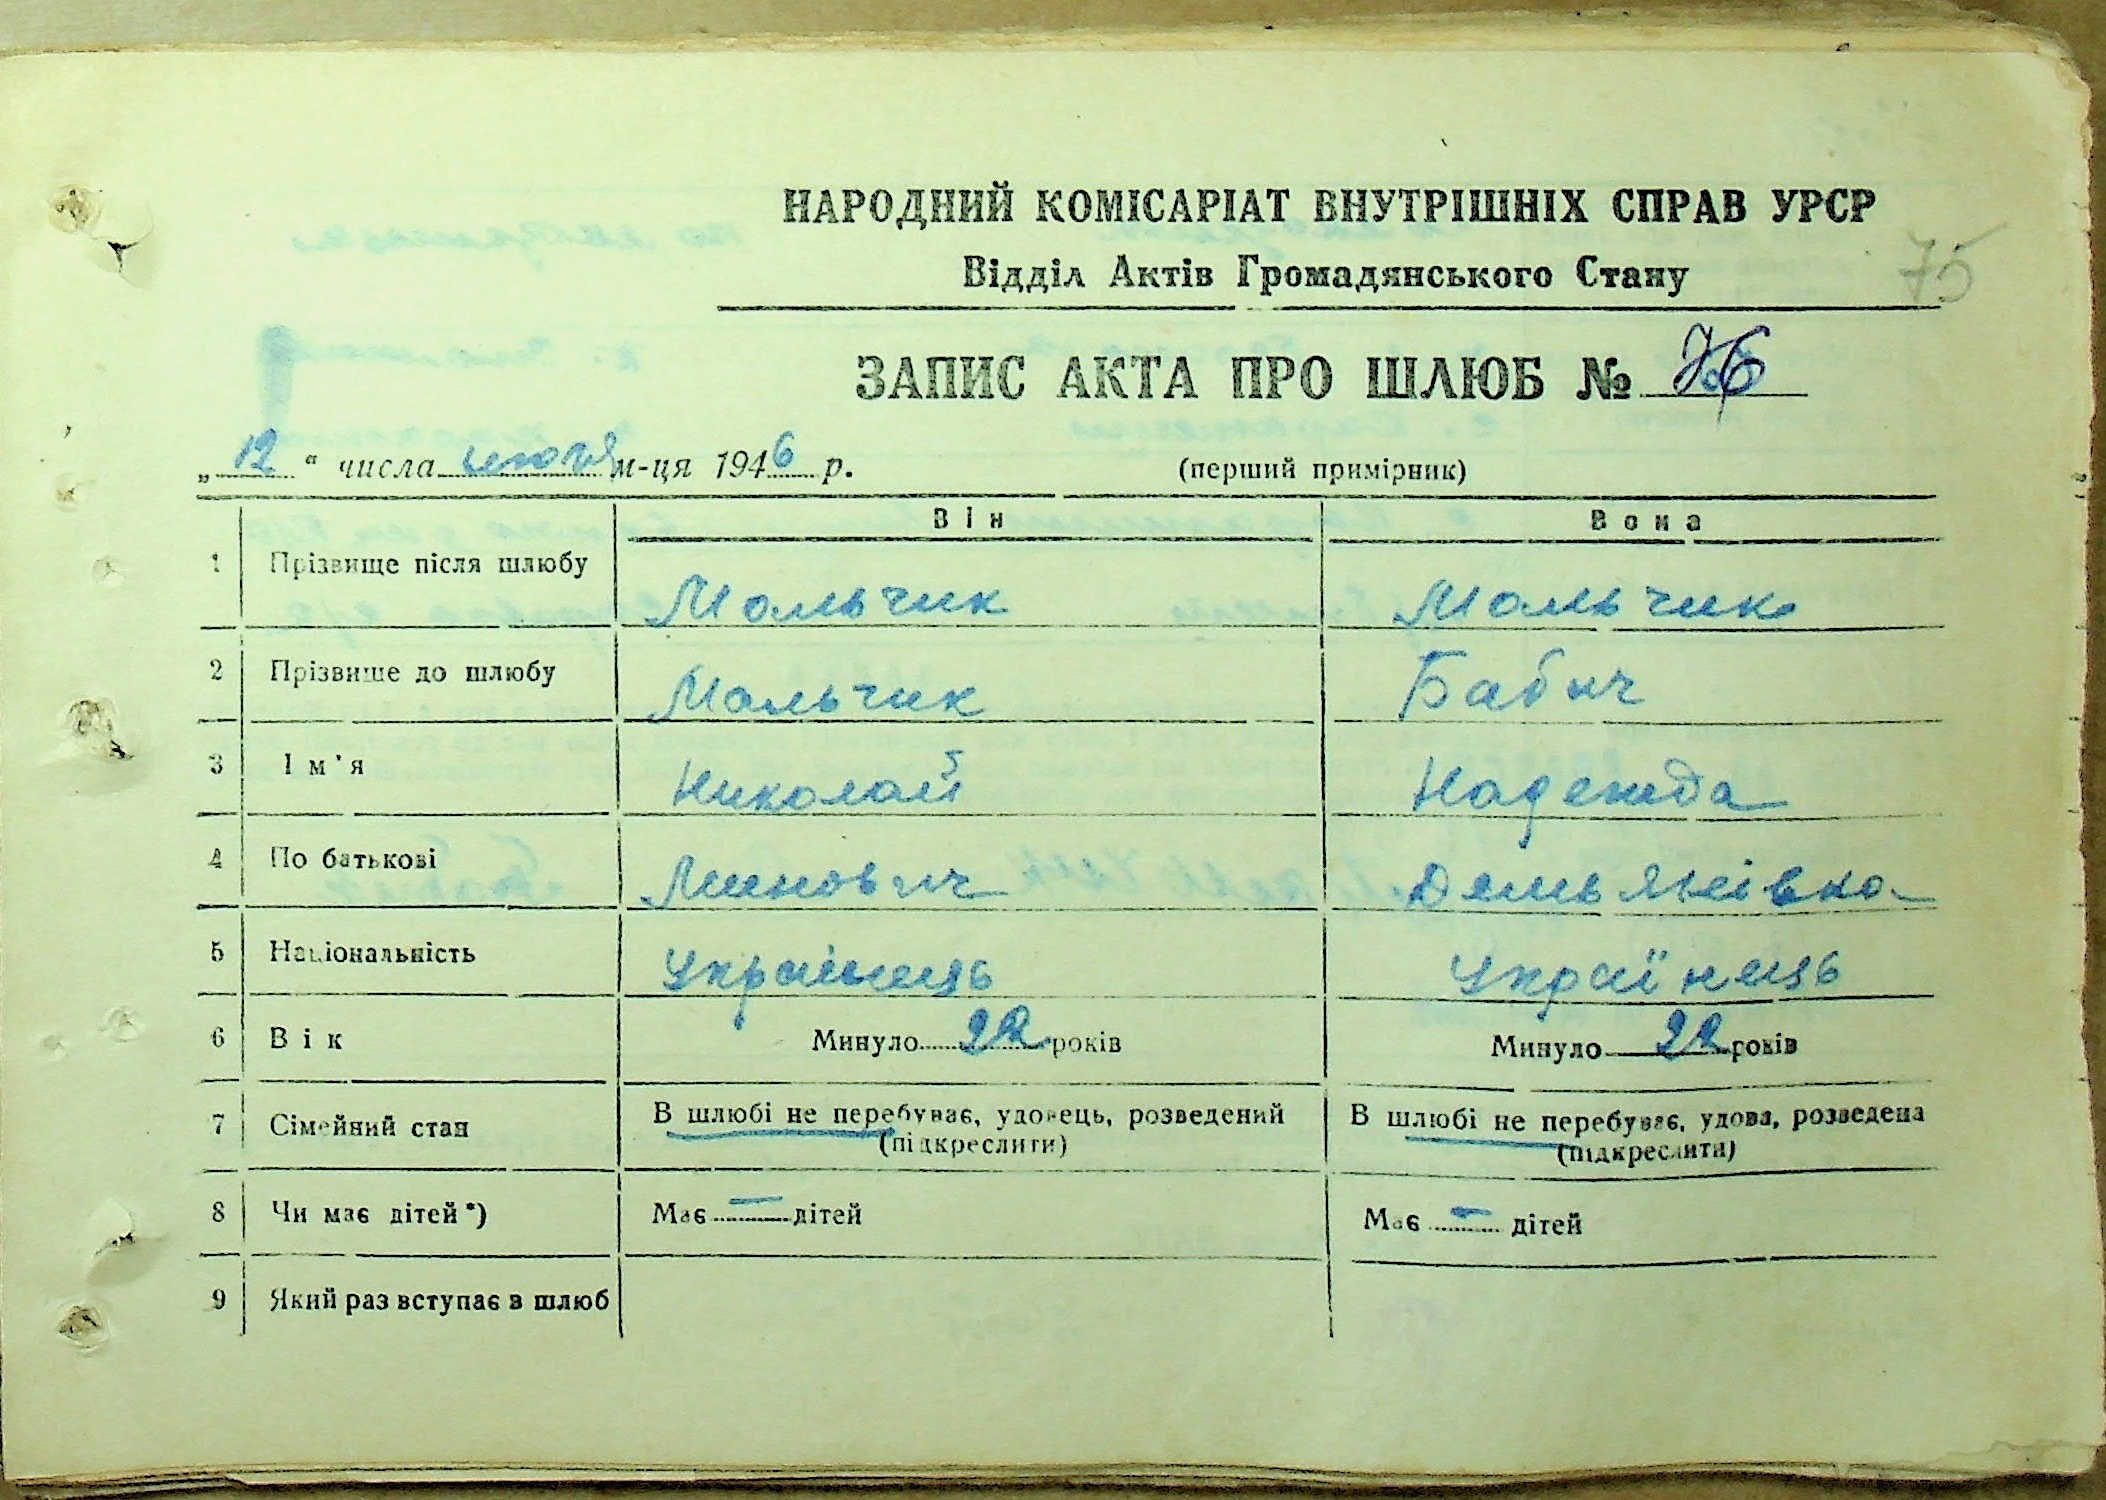 НАРОДНИЙ КОМІСАРІАТ ВНУТРІШНІХ СПРАВ УРСР
Відділ Актів Громадянського Стану
75
ЗАПИС АКТА ПРО ШЛЮБ № 76
„ 12 “ числа июля м-ця 1946 р. (перший примірник)
Він Вона
1 Прізвище після шлюбу Мальчик Мальчик
2 Прізвище до шлюбу Мальчик Бабич
3 Ім'я Николай Надежда
4 По батькові Минович Демьяновна
5 Національність Українець Українець
6 Вік Минуло 22 років Минуло 22 років
7 Сімейний стан В шлюбі не перебуває, удовець, розведений В шлюбі не перебуває, удова, розведена
(підкреслити) (підкреслити)
8 Чи має дітей *) Має — дітей Має — дітей
9 Який раз вступає в шлюб